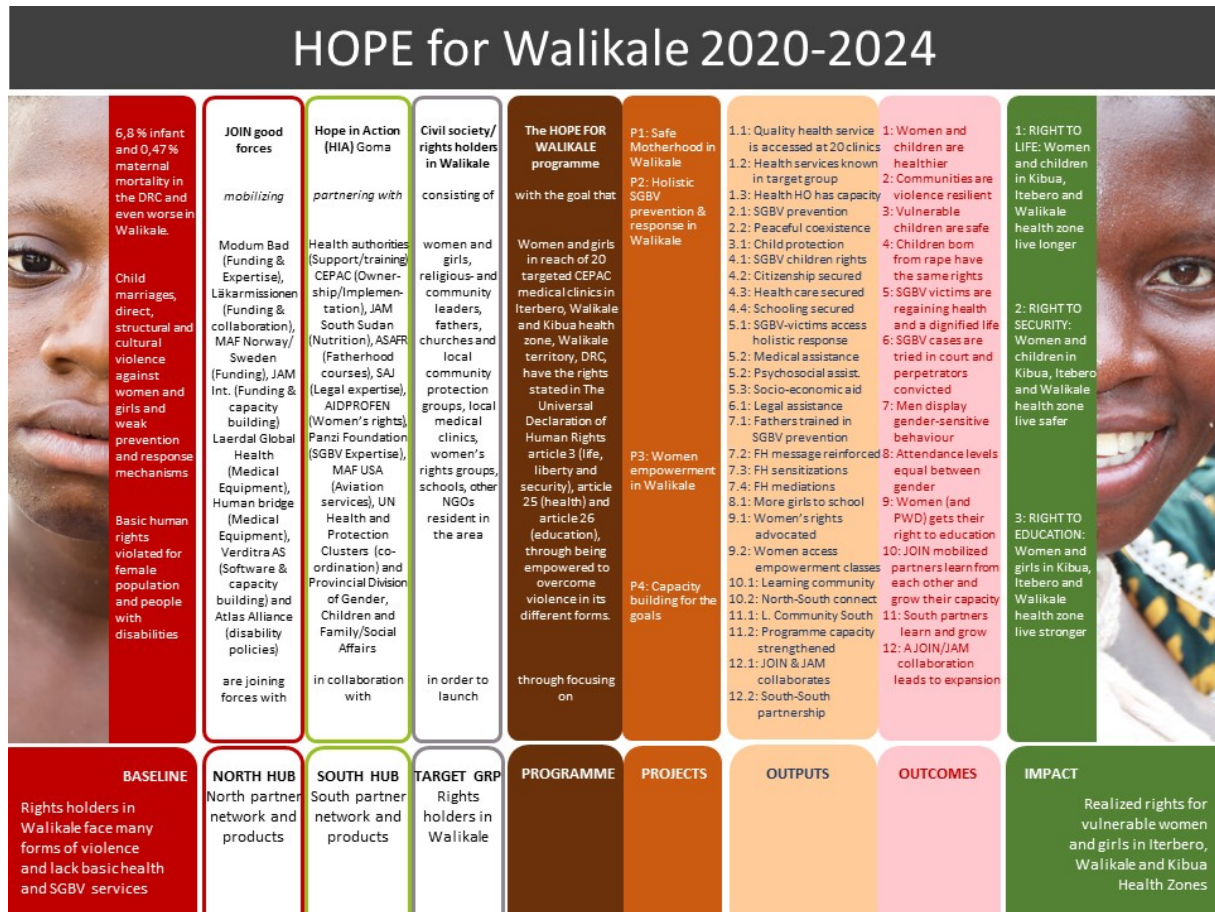 HOPE for Walikale 2020-2024
6,8 % infant
and 0,47%
maternal
mortality in
the DRC and
even worse in
Walikale.
Child
marriages,
direct,
structural and
cultural
violence
against
women and
girls and
weak
prevention
and response
mechanisms
Basic human
rights
violated for
female
population
and people
with
disabilities
JOIN good
forces
mobilizing
Modum Bad
(Funding &
Expertise),
Läkarmissionen
(Funding &
collaboration),
MAF Norway/
Sweden
(Funding), JAM
Int. (Funding &
capacity
building)
Laerdal Global
Health
(Medical
Equipment),
Human bridge
(Medical
Equipment),
Verditra AS
(Software &
capacity
building) and
Atlas Alliance
(disability
policies)
are joining
forces with
Hope in Action
(HIA) Goma
partnering with
Health authorities
(Support/training)
CEPAC (Owner-
ship/Implemen-
tation), JAM
South Sudan
(Nutrition), ASAFR
(Fatherhood
courses), SAJ
(Legal expertise),
AIDPROFEN
(Women's rights),
Panzi Foundation
(SGBV Expertise),
MAF USA
(Aviation
services), UN
Health and
Protection
Clusters (co-
ordination) and
Provincial Division
of Gender,
Children and
Family/Social
Affairs
in collaboration
with
Civil society/
rights holders
in Walikale
consisting of
women and
girls,
religious- and
community
leaders,
fathers,
churches and
local
community
protection
groups, local
medical
clinics,
women's
rights groups,
schools, other
NGOs
resident in
the area
in order to
launch
The HOPE FOR
WALIKALE
programme
with the goal that
Women and girls
in reach of 20
targeted CEPAC
medical clinics in
Iterbero, Walikale
and Kibua health
zone, Walikale
territory, DRC,
have the rights
stated in The
Universal
Declaration of
Human Rights
article 3 (life,
liberty and
security), article
25 (health) and
article 26
(education),
through being
empowered to
overcome
violence in its
different forms.
through focusing
on
P1: Safe
Motherhood in
Walikale
P2: Holistic
SGBV
prevention &
response in
Walikale
P3: Women
empowerment
in Walikale
P4: Capacity
building for the
goals
1.1: Quality health service
is accessed at 20 clinics
1.2: Health services known
in target group
1.3: Health HO has capacity
2.1: SGBV prevention
2.2: Peaceful coexistence
3.1: Child protection
4.1: SGBV children rights
4.2: Citizenship secured
4.3: Health care secured
4.4: Schooling secured
5.1: SGBV-victims access
holistic response
5.2: Medical assistance
5.2: Psychosocial assist.
5.3: Socio-economic aid
6.1: Legal assistance
7.1: Fathers trained in
SGBV prevention
7.2: FH message reinforced
7.3: FH sensitizations
7.4: FH mediations
8.1: More girls to school
9.1: Women's rights
advocated
9.2: Women access
empowerment classes
10.1: Learning community
10.2: North-South connect
11.1: L. Community South
11.2: Programme capacity
strengthened
12.1: JOIN & JAM
collaborates
12.2: South-South
partnership
1: Women and
children are
healthier
2: Communities are
violence resilient
3: Vulnerable
children are safe
4: Children born
from rape have
the same rights
5: SGBV victims are
regaining health
and a dignified life
6: SGBV cases are
tried in court and
perpetrators
convicted
7: Men display
gender-sensitive
behaviour
8: Attendance levels
equal between
gender
9: Women (and
PWD) gets their
right to education
10: JOIN mobilized
partners learn from
each other and
grow their capacity
11: South partners
learn and grow
12: A JOIN/JAM
collaboration
leads to expansion
1: RIGHT TO
LIFE: Women
and children
in Kibua,
Itebero and
Walikale
health zone
live longer
2: RIGHT TO
SECURITY:
Women and
children in
Kibua, Itebero
and Walikale
health zone
live safer
3: RIGHT TO
EDUCATION:
Women and
girls in Kibua,
Itebero and
Walikale
health zone
live stronger
BASELINE
Rights holders in
Walikale face many
forms of violence
and lack basic health
and SGBV services
NORTH HUB
North partner
network and
products
SOUTH HUB
South partner
network and
products
TARGET GRP
Rights
holders in
Walikale
PROGRAMME
PROJECTS
OUTPUTS
OUTCOMES
IMPACT
Realized rights for
vulnerable women
and girls in Iterbero,
Walikale and Kibua
Health Zones